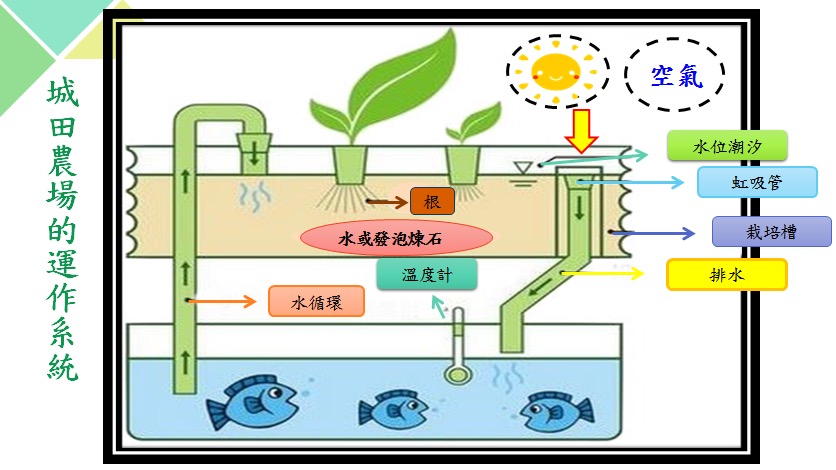 城田農場的運作系統
空氣
水位潮汐
虹吸管
根
栽培槽
水或發泡煉石
溫度計
排水
水循環